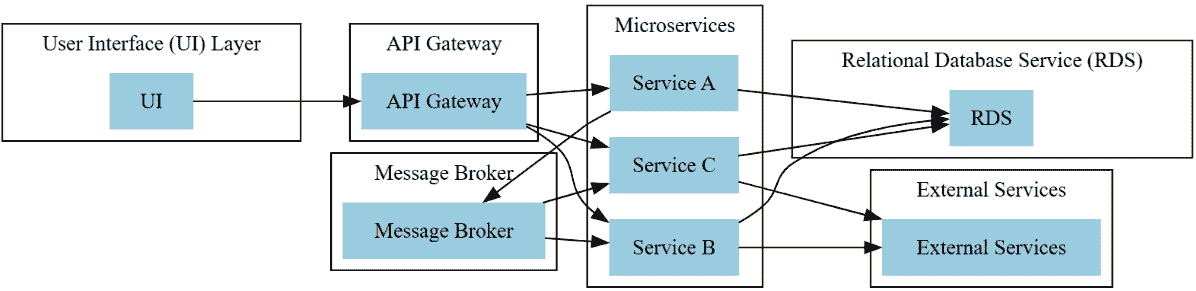 User Interface (UI) Layer
UI
API Gateway
API Gateway
Message Broker
Message Broker
Microservices
Service A
Service C
Service B
Relational Database Service (RDS)
RDS
External Services
External Services